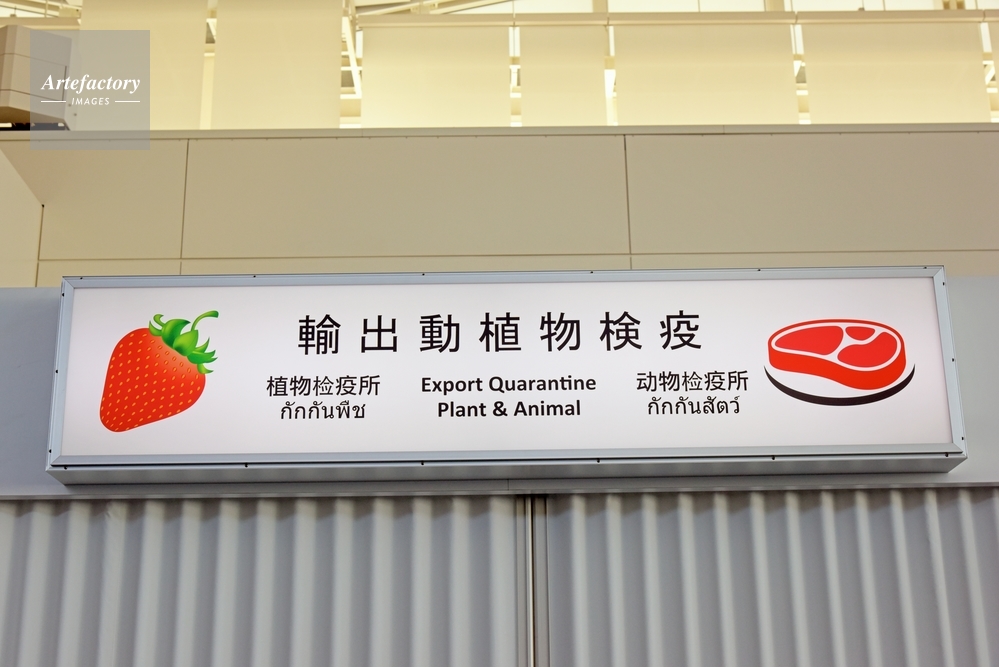 Artefactory
IMAGES
輸出動植物検疫
植物检疫所
กักกันพืช
Export Quarantine
Plant & Animal
动物检疫所
กักกันสัตว์